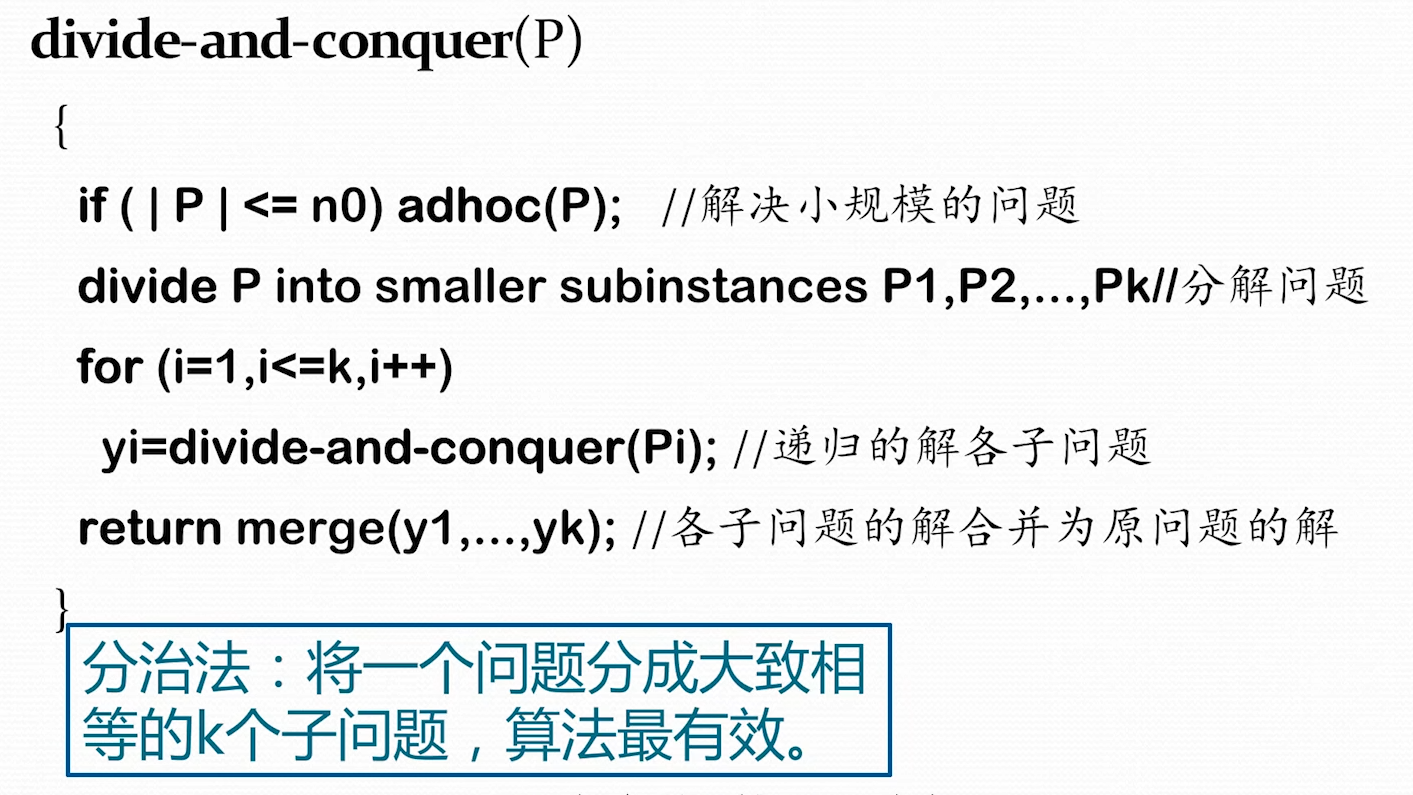 divide-and-conquer(P)
{
if ( | P | <= n0) adhoc(P); //解决小规模的问题
divide P into smaller subinstances P1,P2,...,Pk//分解问题
for (i=1,i<=k,i++)
yi=divide-and-conquer(Pi); //递归的解各子问题
return merge(y1,...,yk); //各子问题的解合并为原问题的解
}
分治法：将一个问题分成大致相
等的k个子问题，算法最有效。